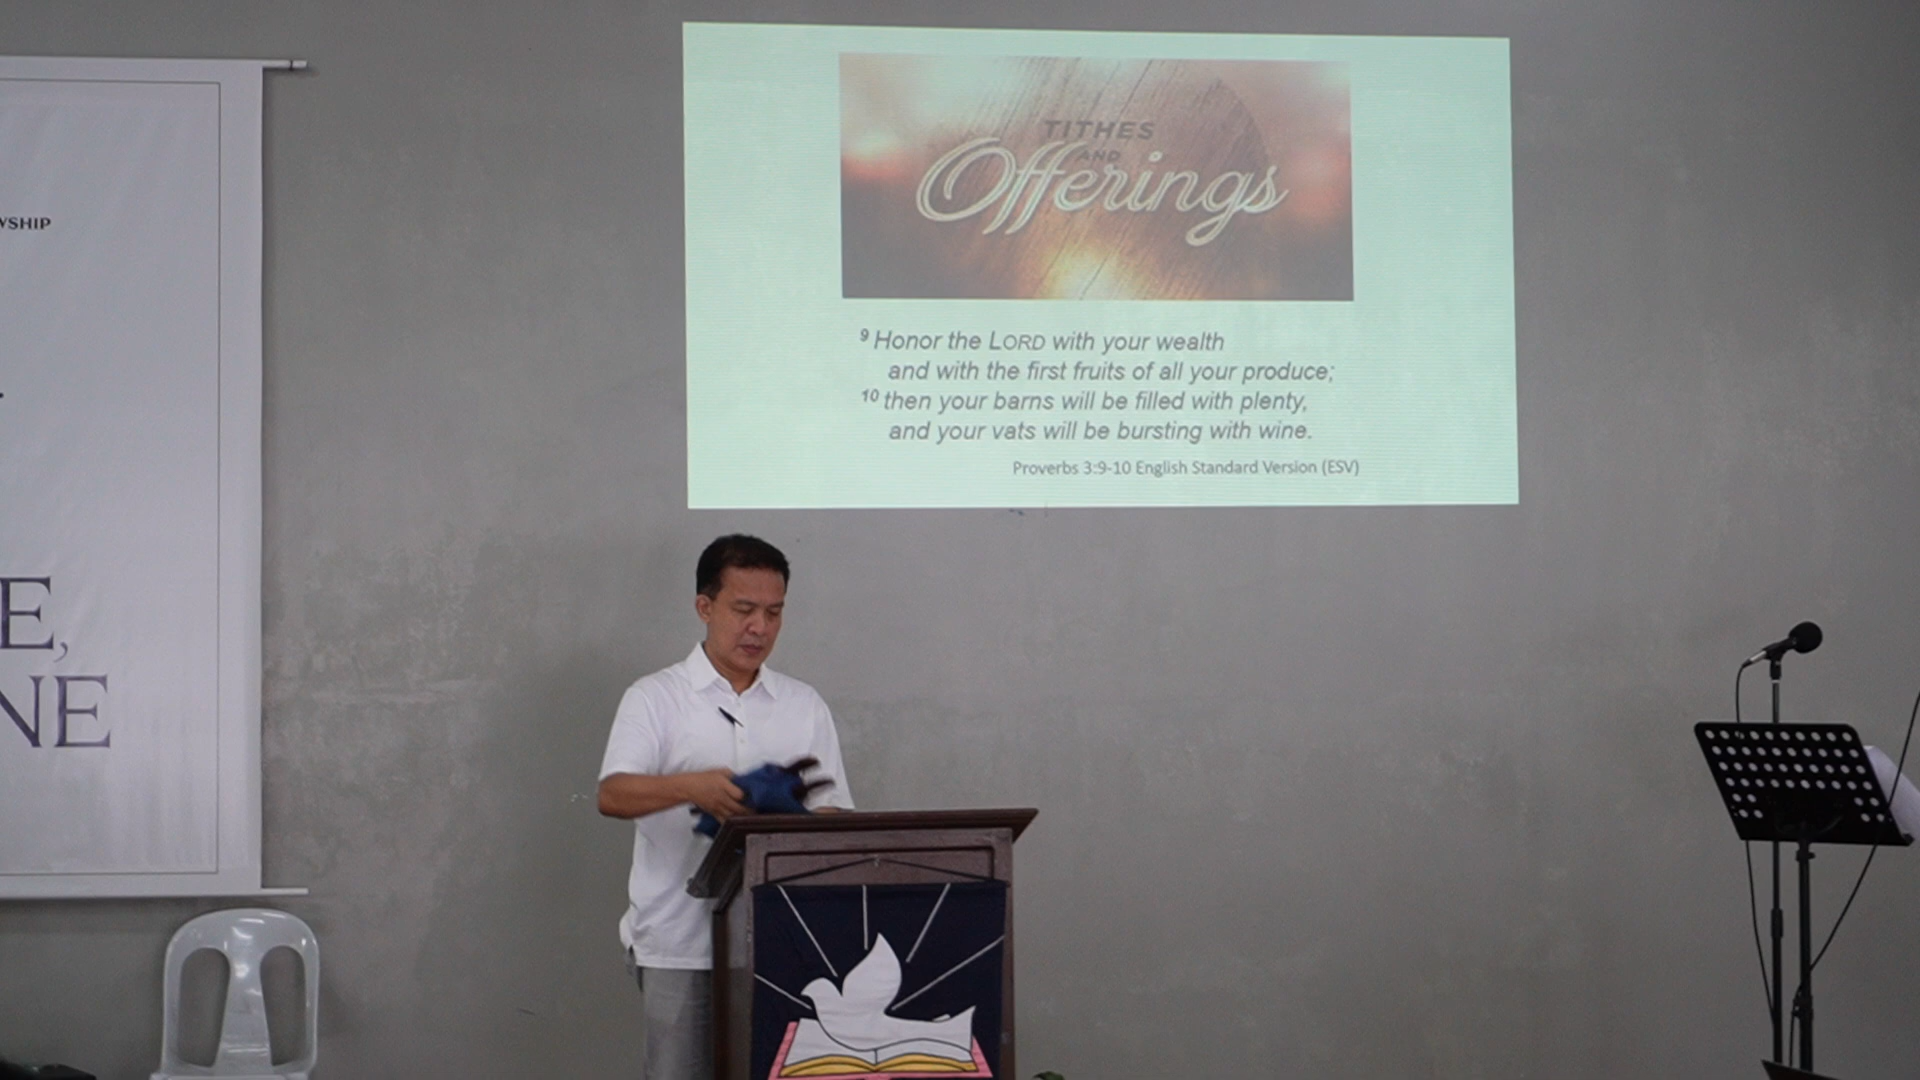 TITHES
AND
Offerings
9 Honor the LORD with your wealth
and with the first fruits of all your produce;
10 then your barns will be filled with plenty,
and your vats will be bursting with wine.
Proverbs 3:9-10 English Standard Version (ESV)
WSHIP
E,
NE